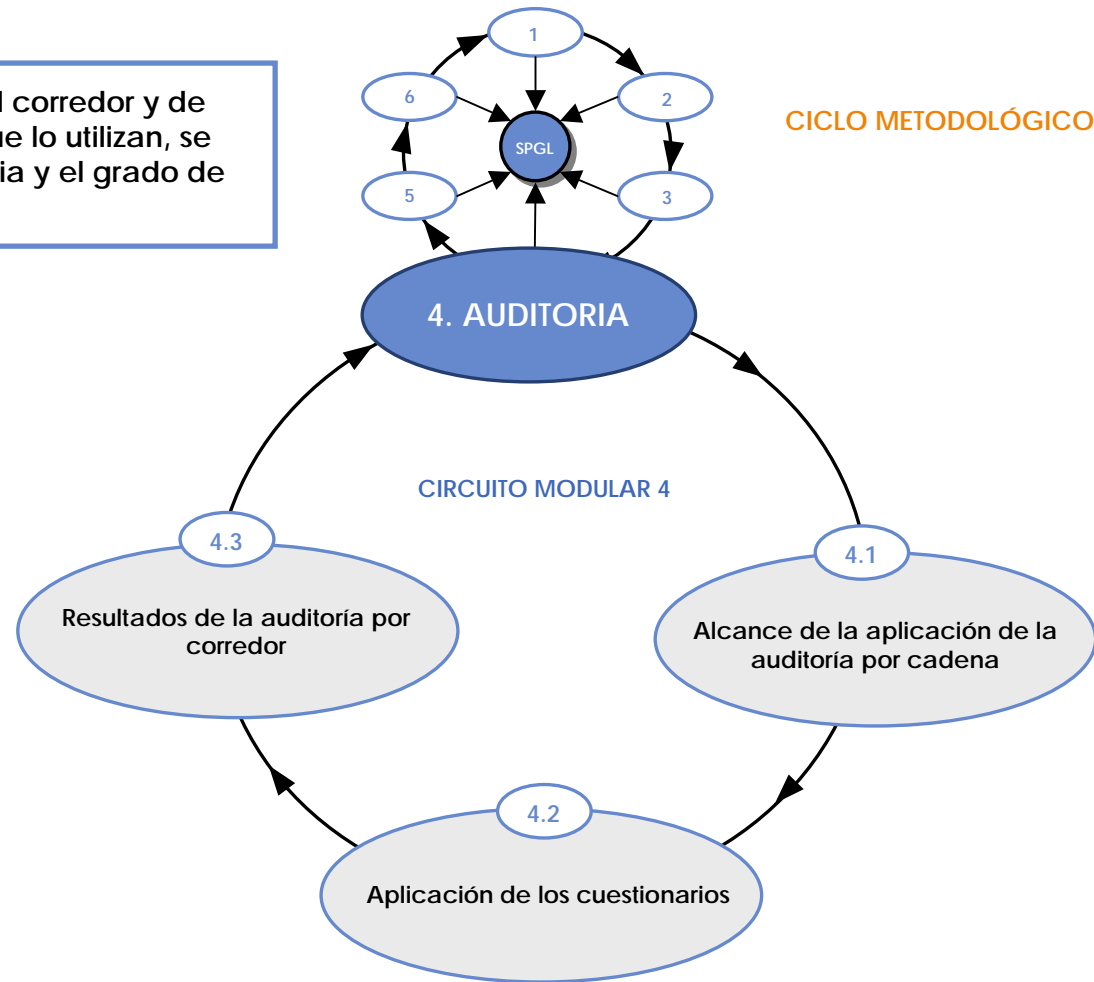 l corredor y de
ue lo utilizan, se
ia y el grado de
CICLO METODOLÓGICO
1
2
3
5
6
SPGL
4. AUDITORIA
CIRCUITO MODULAR 4
4.1
Alcance de la aplicación de la
auditoría por cadena
4.2
Aplicación de los cuestionarios
4.3
Resultados de la auditoría por
corredor